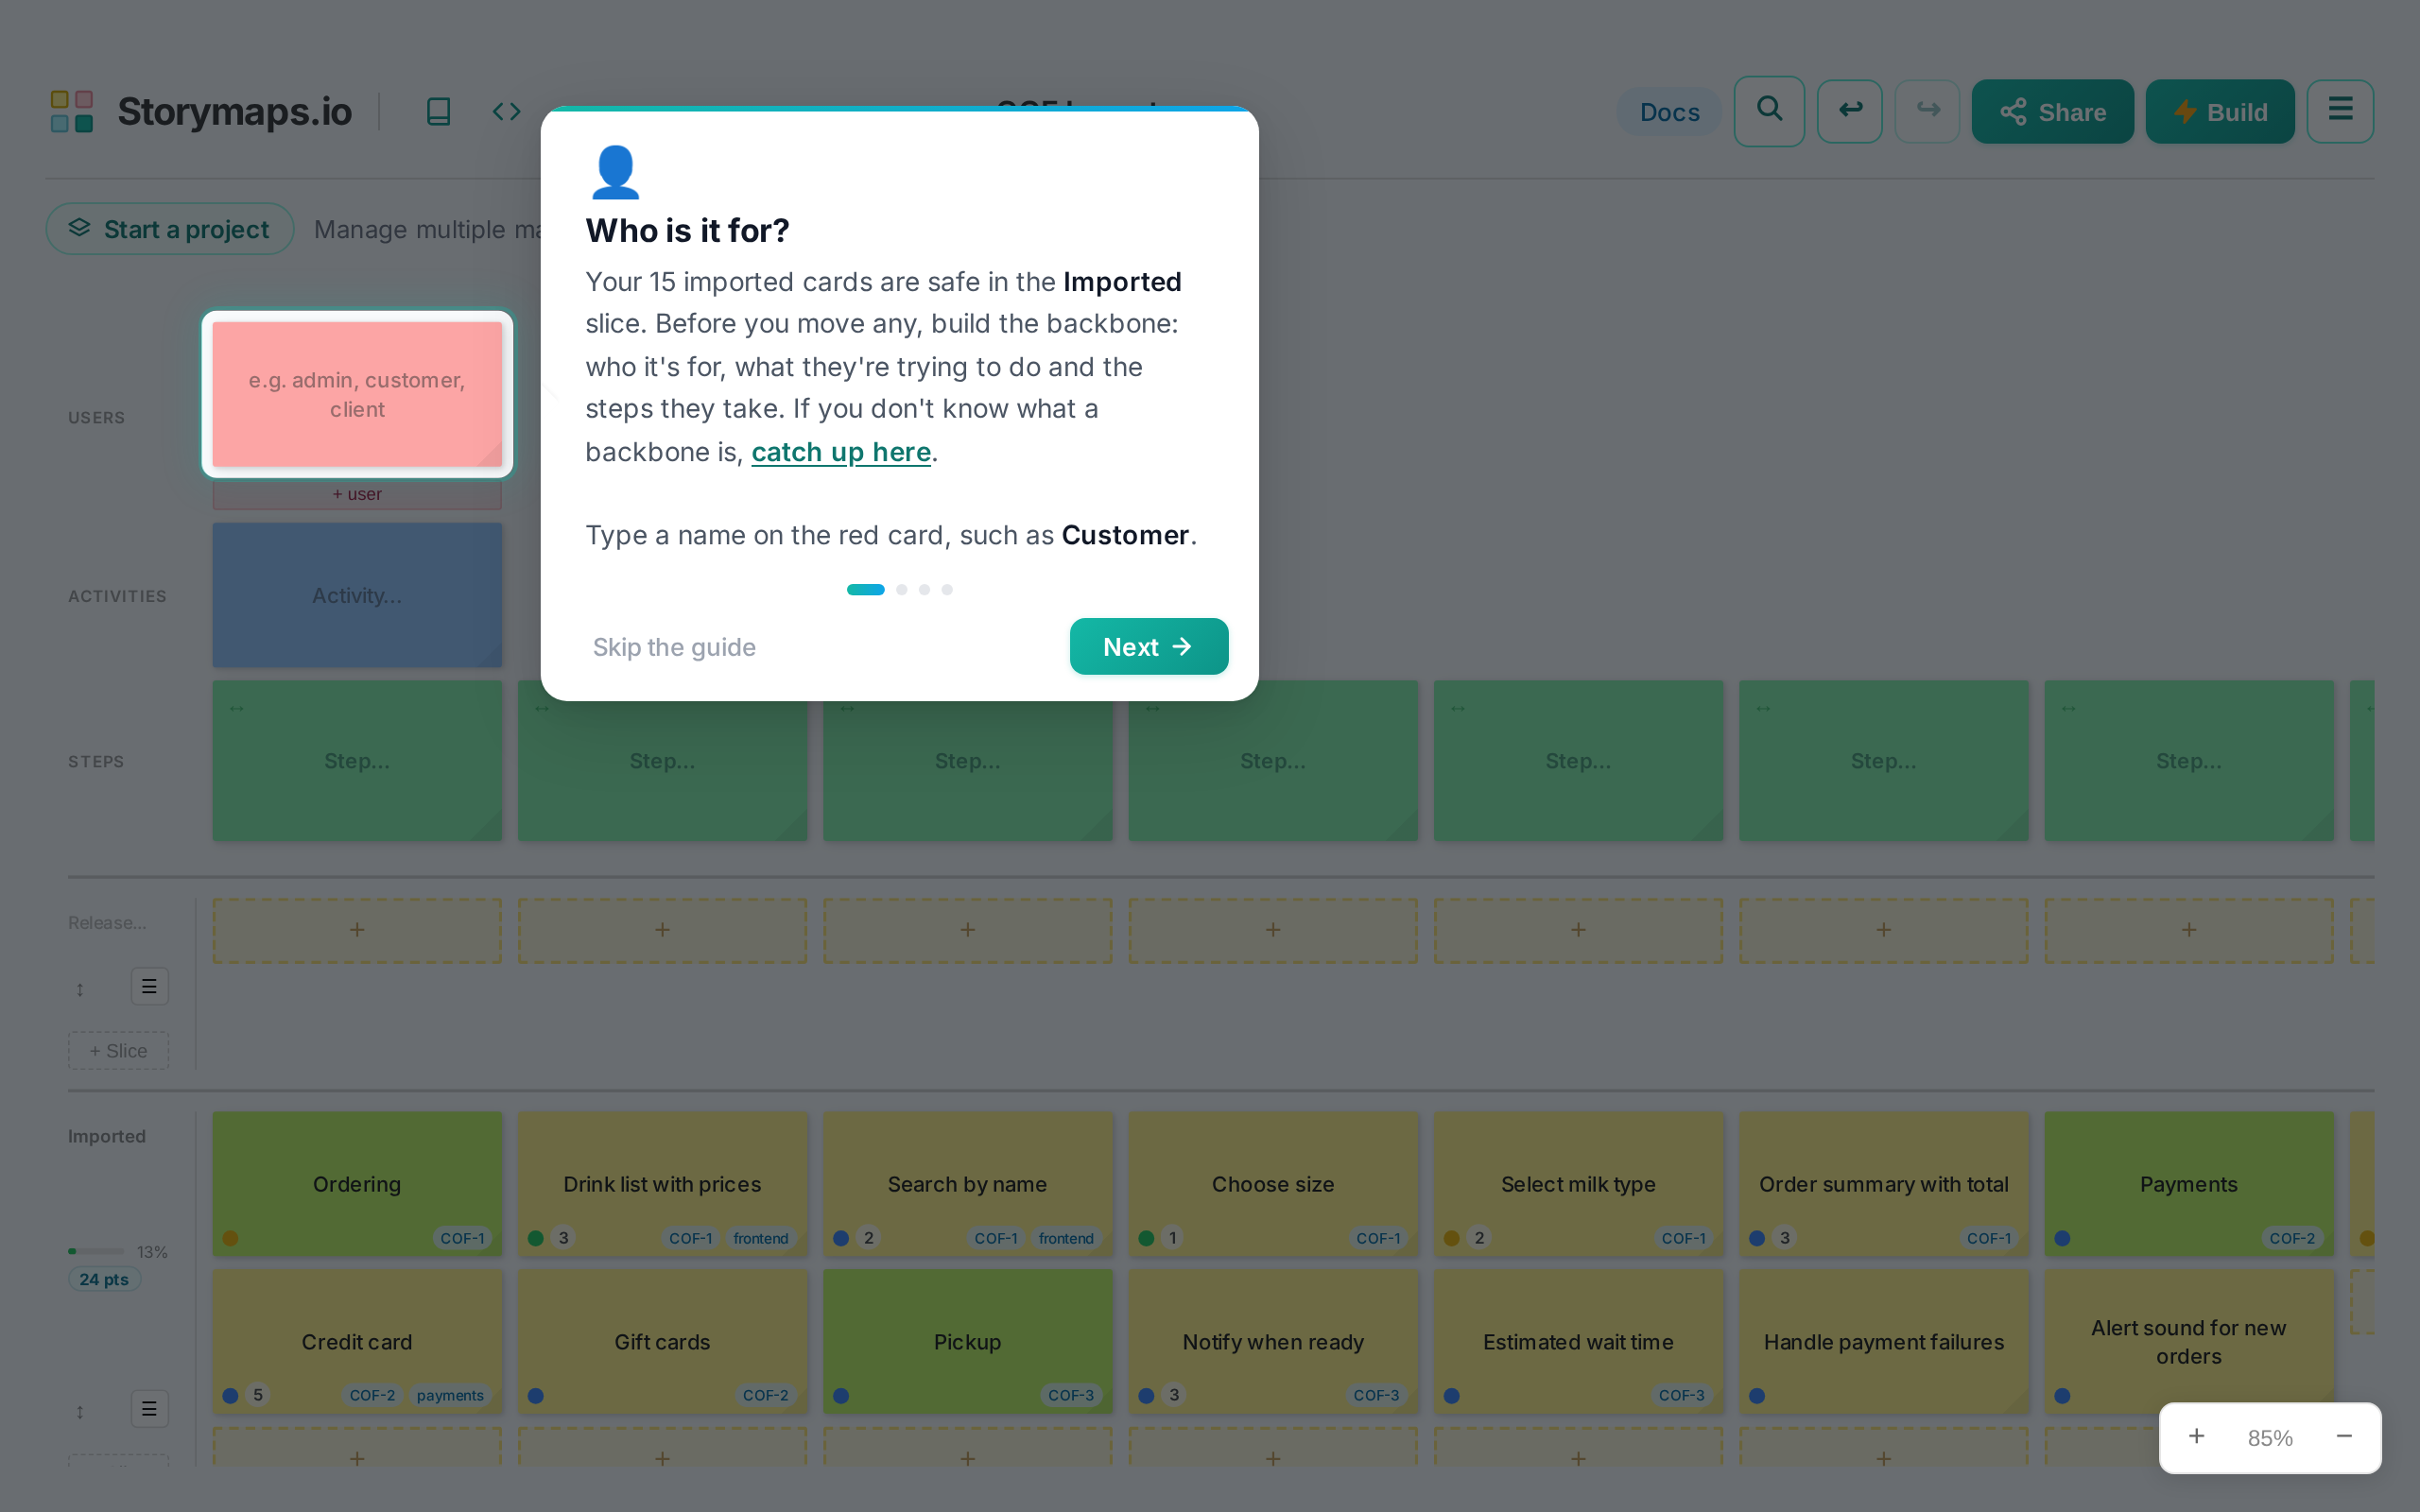 Storymaps.io
Docs
Share
Build
Start a project
Manage multiple
Who is it for?
Your 15 imported cards are safe in the Imported
slice. Before you move any, build the backbone:
who it's for, what they're trying to do and the
steps they take. If you don't know what a
backbone is, catch up here.
Type a name on the red card, such as Customer.
Skip the guide
Next →
USERS
e.g. admin, customer,
client
+ user
ACTIVITIES
Activity...
STEPS
Step...
Step...
Step...
Step...
Step...
Step...
Step...
Release...
+
+
+
+
+
+
+
+ Slice
Imported
13%
24 pts
Ordering
COF-1
Drink list with prices
3 COF-1 frontend
Search by name
2 COF-1 frontend
Choose size
1 COF-1
Select milk type
2 COF-1
Order summary with total
3 COF-1
Payments
COF-2
Credit card
5 COF-2 payments
Gift cards
COF-2
Pickup
COF-3
Notify when ready
3 COF-3
Estimated wait time
COF-3
Handle payment failures
Alert sound for new
orders
+
+
+
+
+
+
+ 85% −